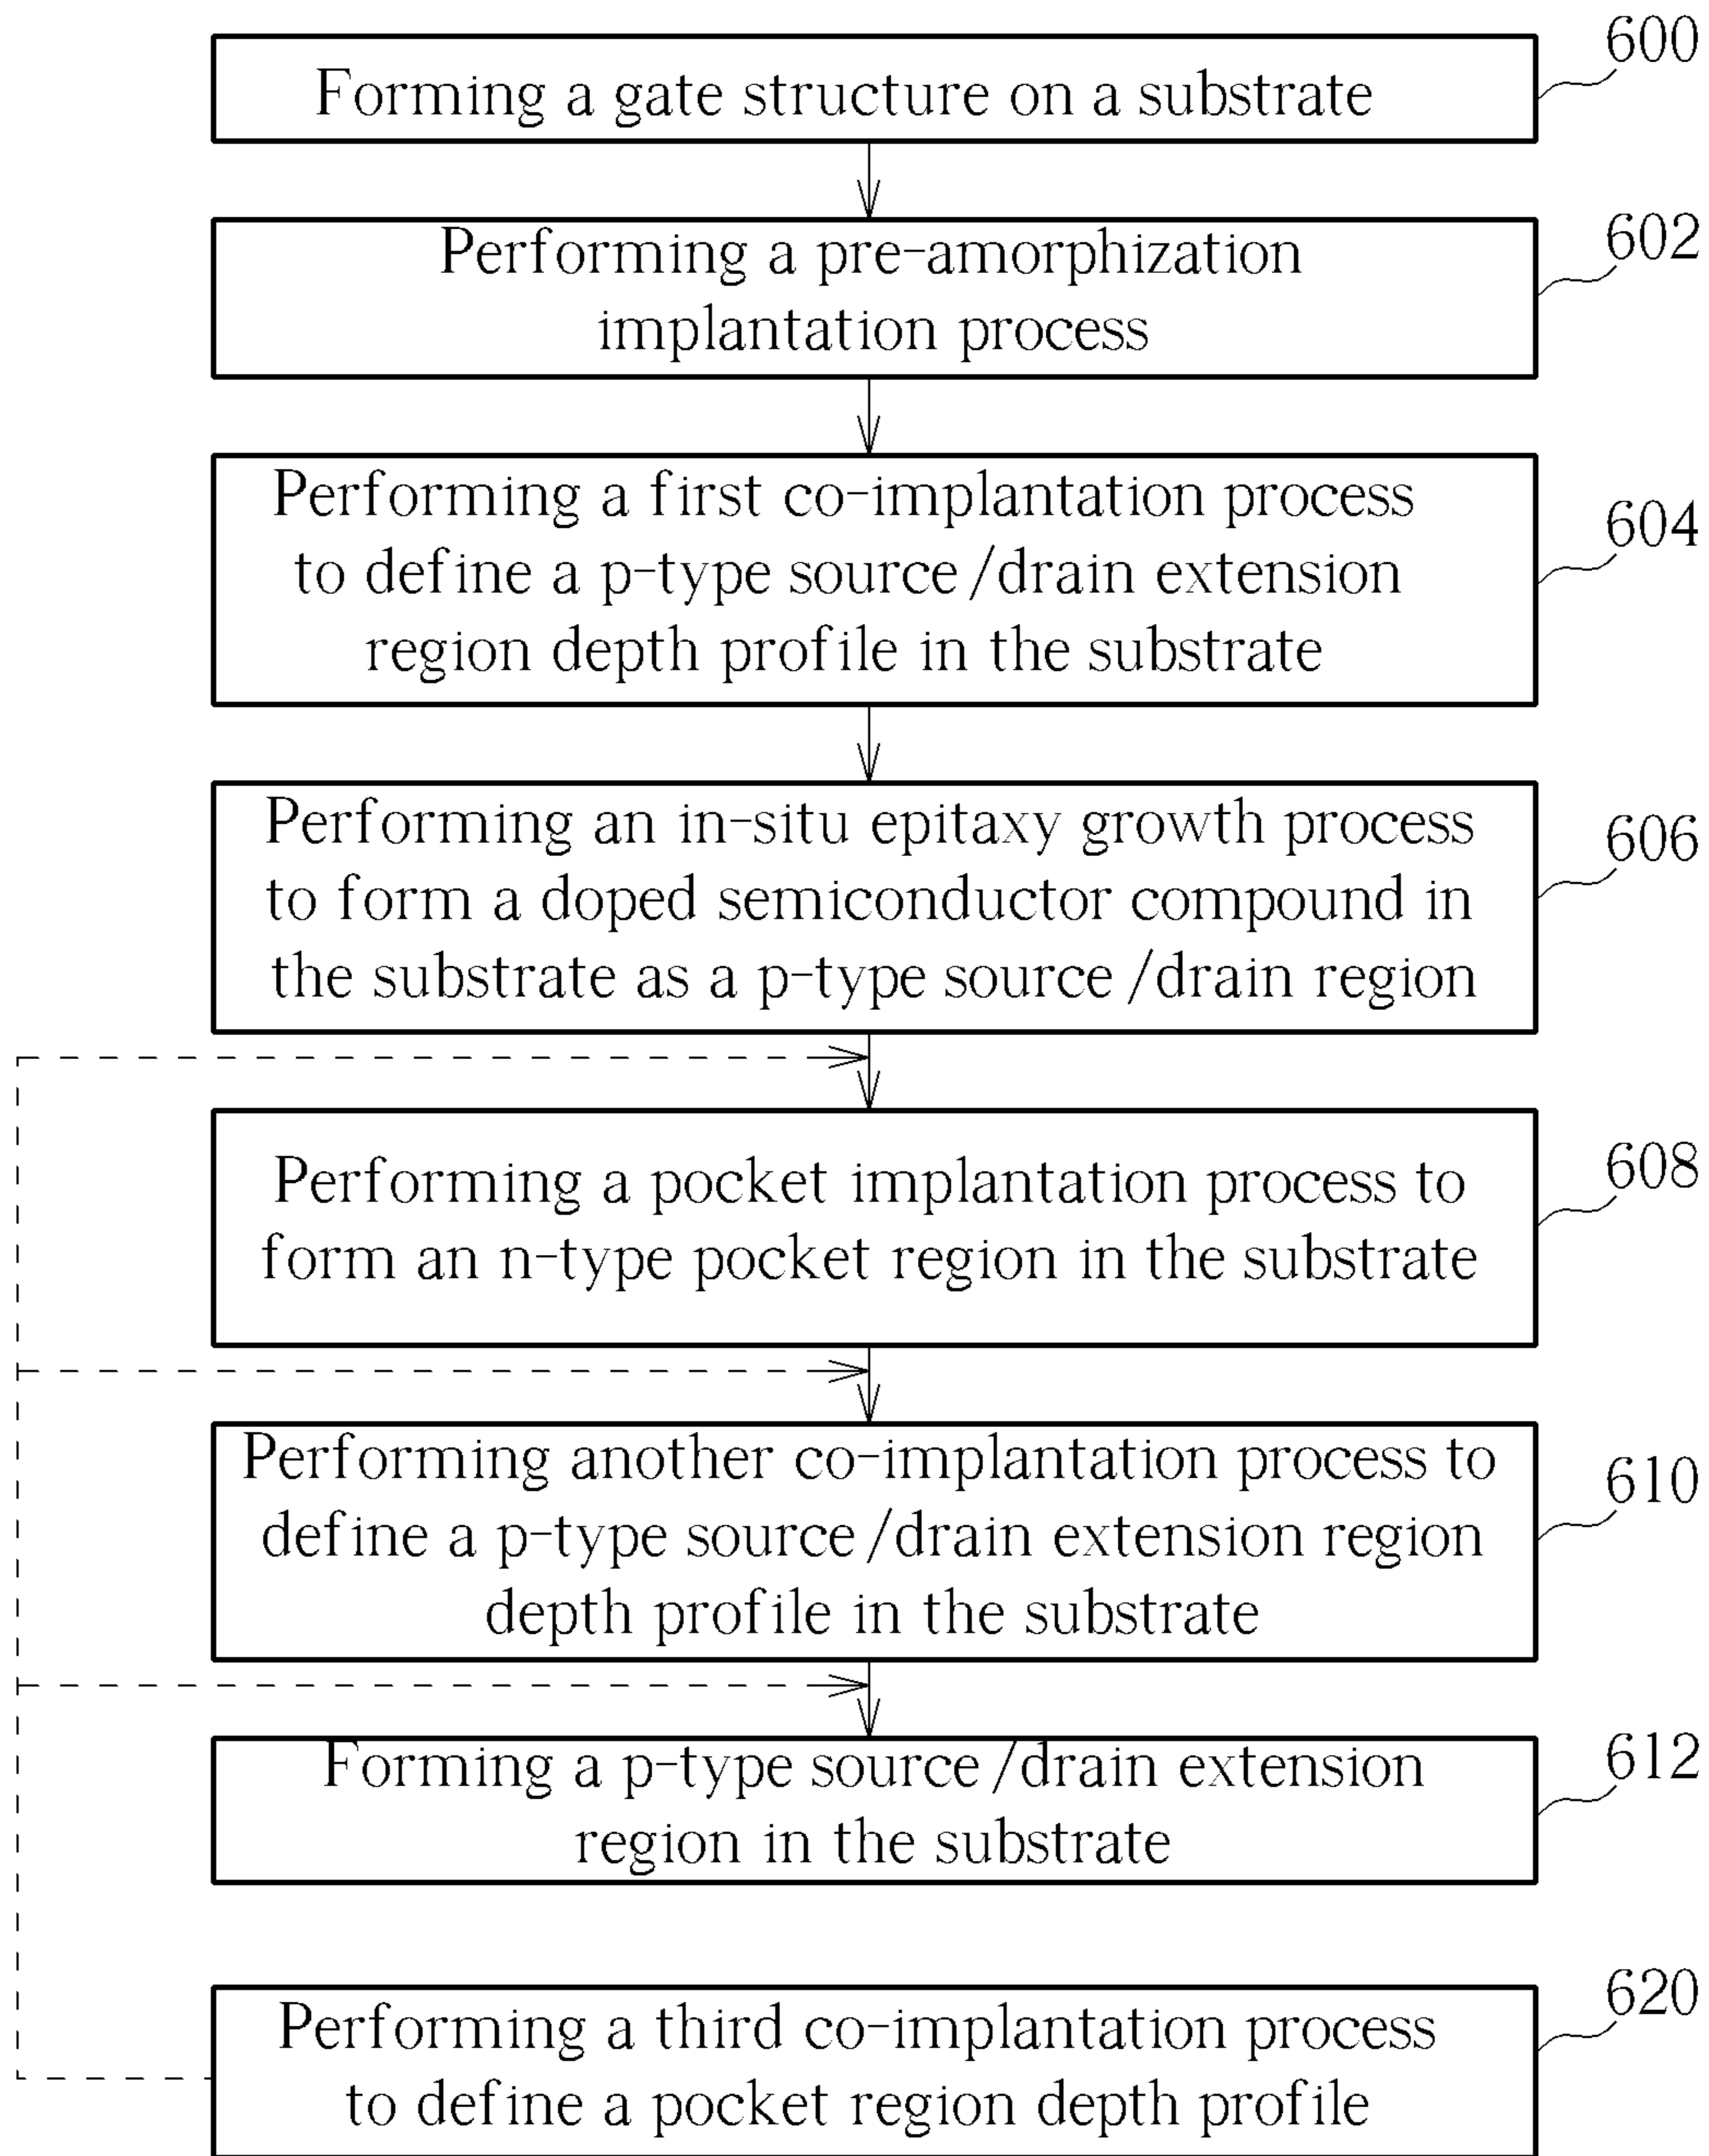 600
Forming a gate structure on a substrate
602
Performing a pre-amorphization
implantation process
604
Performing a first co-implantation process
to define a p-type source/drain extension
region depth profile in the substrate
606
Performing an in-situ epitaxy growth process
to form a doped semiconductor compound in
the substrate as a p-type source/drain region
608
Performing a pocket implantation process to
form an n-type pocket region in the substrate
610
Performing another co-implantation process to
define a p-type source/drain extension region
depth profile in the substrate
612
Forming a p-type source/drain extension
region in the substrate
620
Performing a third co-implantation process
to define a pocket region depth profile